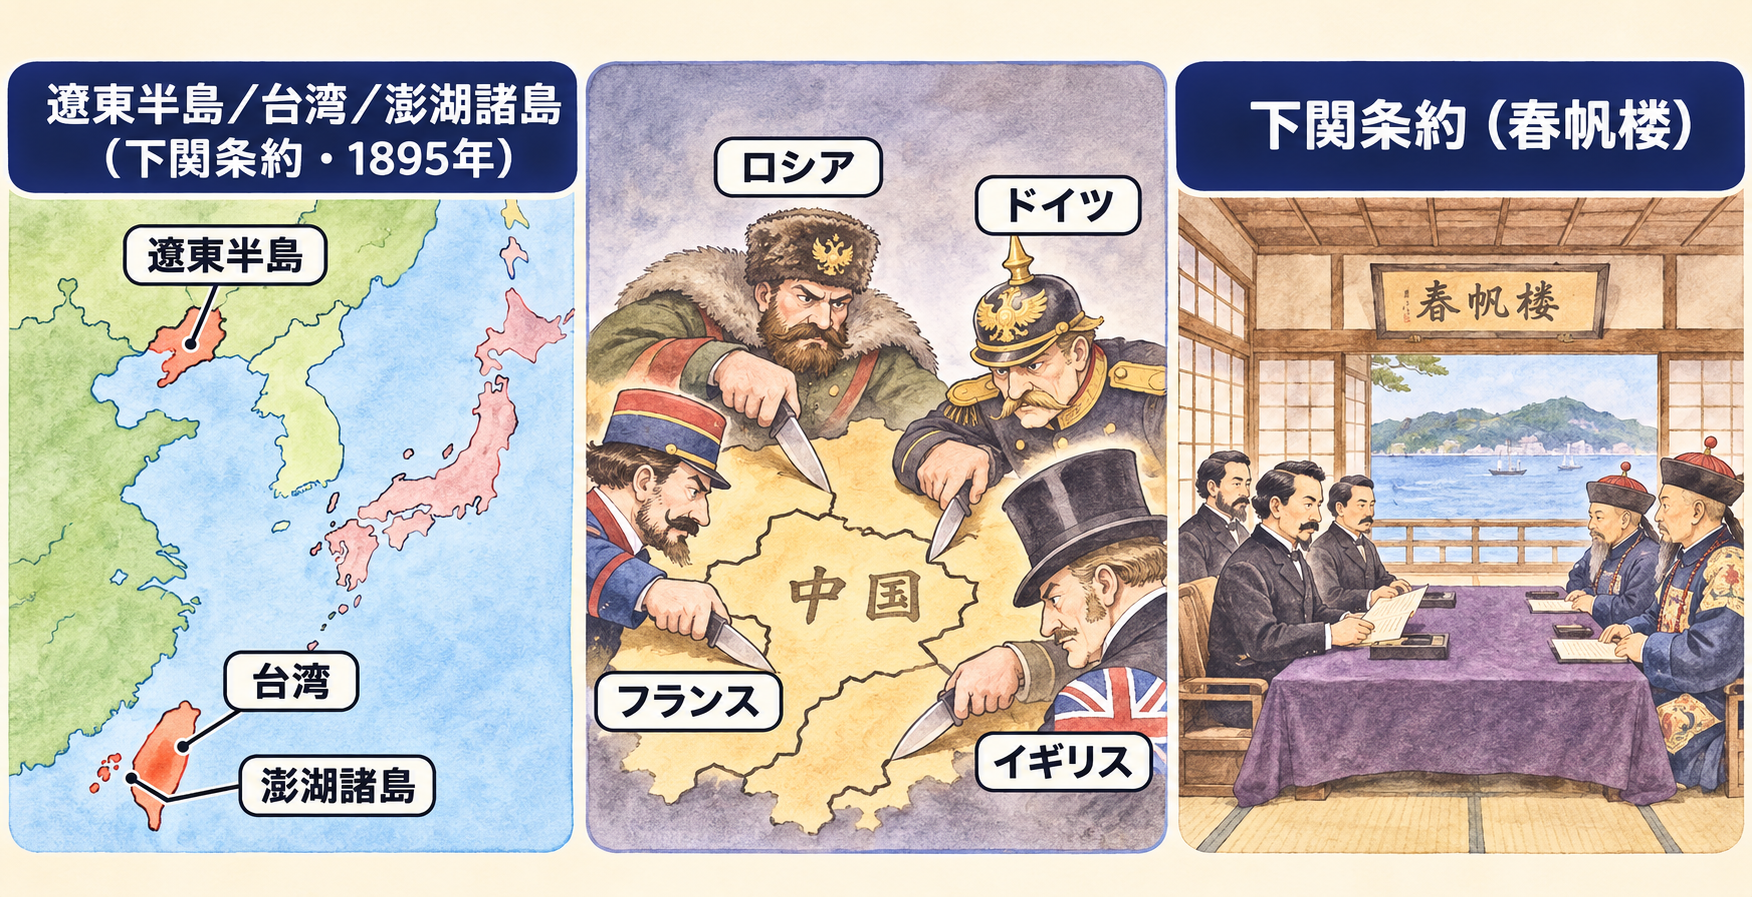 遼東半島／台湾／澎湖諸島
（下関条約・1895年）
遼東半島
台湾
澎湖諸島
ロシア
ドイツ
フランス
イギリス
中国
下関条約（春帆楼）
春帆楼